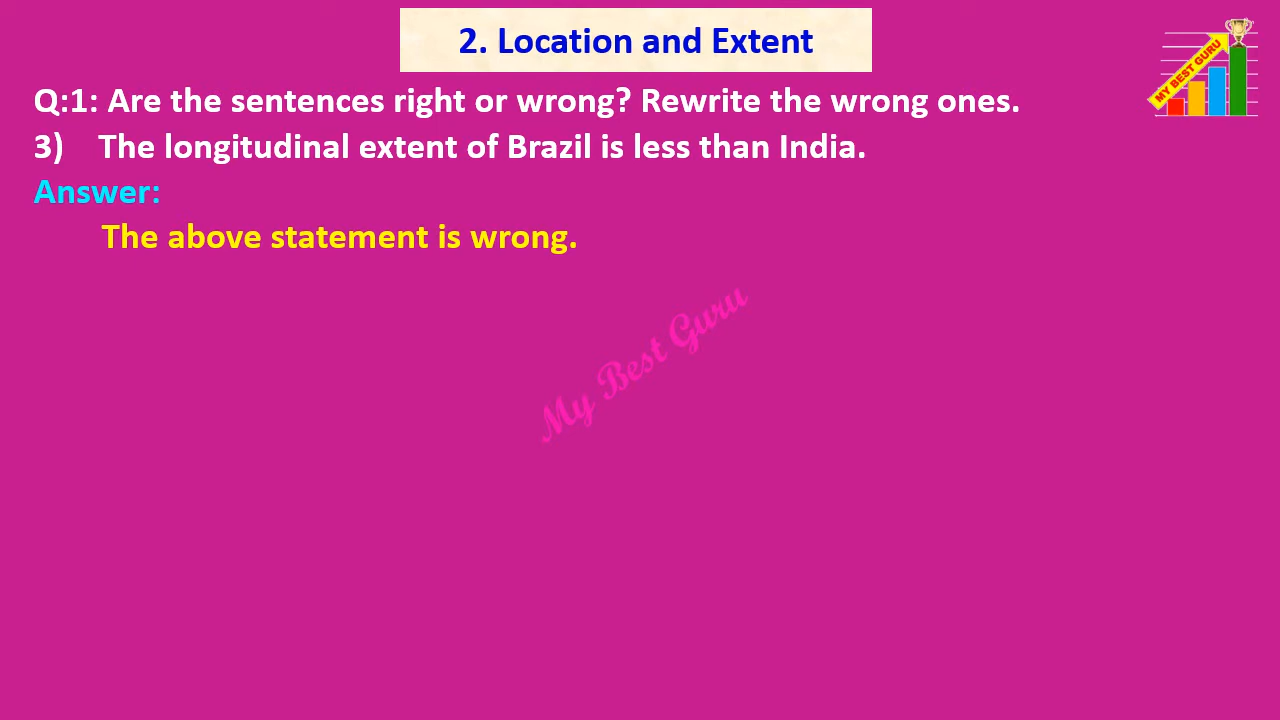 2. Location and Extent
MY BEST GURU
Q:1: Are the sentences right or wrong? Rewrite the wrong ones.
3) The longitudinal extent of Brazil is less than India.
Answer:
The above statement is wrong.
My Best Guru